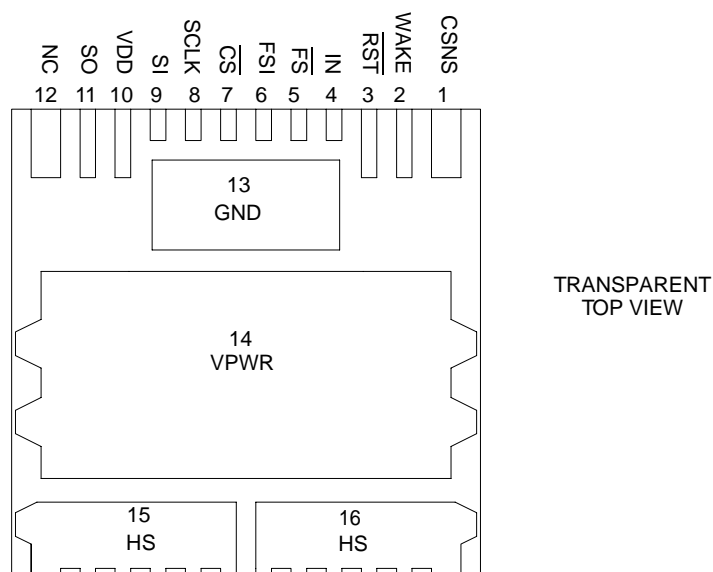 NC SO VDD SI SCLK CS FSI FS IN RST WAKE CSNS
12 11 10 9 8 7 6 5 4 3 2 1
13
GND
TRANSPARENT
TOP VIEW
14
VPWR
15 16
HS HS